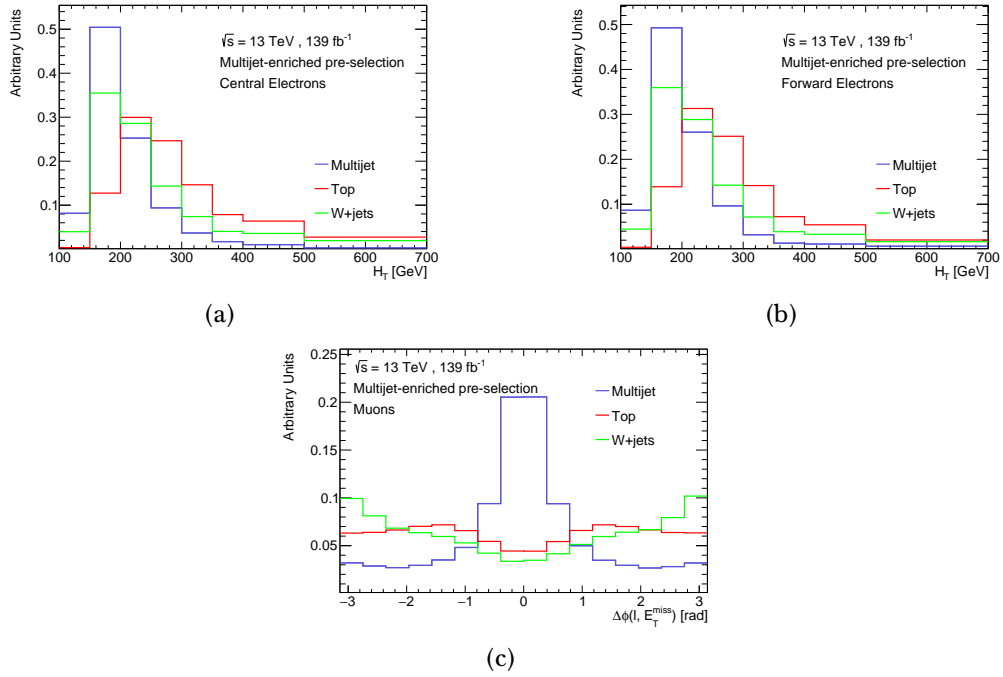 Arbitrary Units
0.5
0.4
0.3
0.2
0.1
√s = 13 TeV , 139 fb⁻¹
Multijet-enriched pre-selection
Central Electrons
Multijet
Top
W+jets
100 200 300 400 500 600 700
H_T [GeV]
(a)
Arbitrary Units
0.5
0.4
0.3
0.2
0.1
√s = 13 TeV , 139 fb⁻¹
Multijet-enriched pre-selection
Forward Electrons
Multijet
Top
W+jets
100 200 300 400 500 600 700
H_T [GeV]
(b)
Arbitrary Units
0.25
0.2
0.15
0.1
0.05
√s = 13 TeV , 139 fb⁻¹
Multijet-enriched pre-selection
Muons
Multijet
Top
W+jets
−3 −2 −1 0 1 2 3
Δϕ(l, E_T^miss) [rad]
(c)